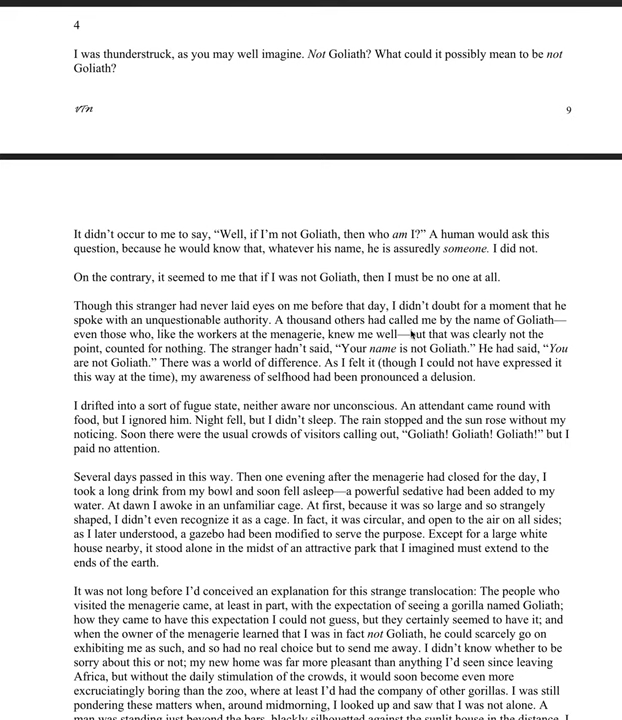 4
I was thunderstruck, as you may well imagine. Not Goliath? What could it possibly mean to be not
Goliath?
9
It didn’t occur to me to say, “Well, if I’m not Goliath, then who am I?” A human would ask this
question, because he would know that, whatever his name, he is assuredly someone. I did not.
On the contrary, it seemed to me that if I was not Goliath, then I must be no one at all.
Though this stranger had never laid eyes on me before that day, I didn’t doubt for a moment that he
spoke with an unquestionable authority. A thousand others had called me by the name of Goliath—
even those who, like the workers at the menagerie, knew me well—but that was clearly not the
point, counted for nothing. The stranger hadn’t said, “Your name is not Goliath.” He had said, “You
are not Goliath.” There was a world of difference. As I felt it (though I could not have expressed it
this way at the time), my awareness of selfhood had been pronounced a delusion.
I drifted into a sort of fugue state, neither aware nor unconscious. An attendant came round with
food, but I ignored him. Night fell, but I didn’t sleep. The rain stopped and the sun rose without my
noticing. Soon there were the usual crowds of visitors calling out, “Goliath! Goliath! Goliath!” but I
paid no attention.
Several days passed in this way. Then one evening after the menagerie had closed for the day, I
took a long drink from my bowl and soon fell asleep—a powerful sedative had been added to my
water. At dawn I awoke in an unfamiliar cage. At first, because it was so large and so strangely
shaped, I didn’t even recognize it as a cage. In fact, it was circular, and open to the air on all sides;
as I later understood, a gazebo had been modified to serve the purpose. Except for a large white
house nearby, it stood alone in the midst of an attractive park that I imagined must extend to the
ends of the earth.
It was not long before I’d conceived an explanation for this strange translocation: The people who
visited the menagerie came, at least in part, with the expectation of seeing a gorilla named Goliath;
how they came to have this expectation I could not guess, but they certainly seemed to have it; and
when the owner of the menagerie learned that I was in fact not Goliath, he could scarcely go on
exhibiting me as such, and so had no real choice but to send me away. I didn’t know whether to be
sorry about this or not; my new home was far more pleasant than anything I’d seen since leaving
Africa, but without the daily stimulation of the crowds, it would soon become even more
excruciatingly boring than the zoo, where at least I’d had the company of other gorillas. I was still
pondering these matters when, around midmorning, I looked up and saw that I was not alone. A
man was standing just beyond the bars, blackly silhouetted against the sunlit house in the distance. I